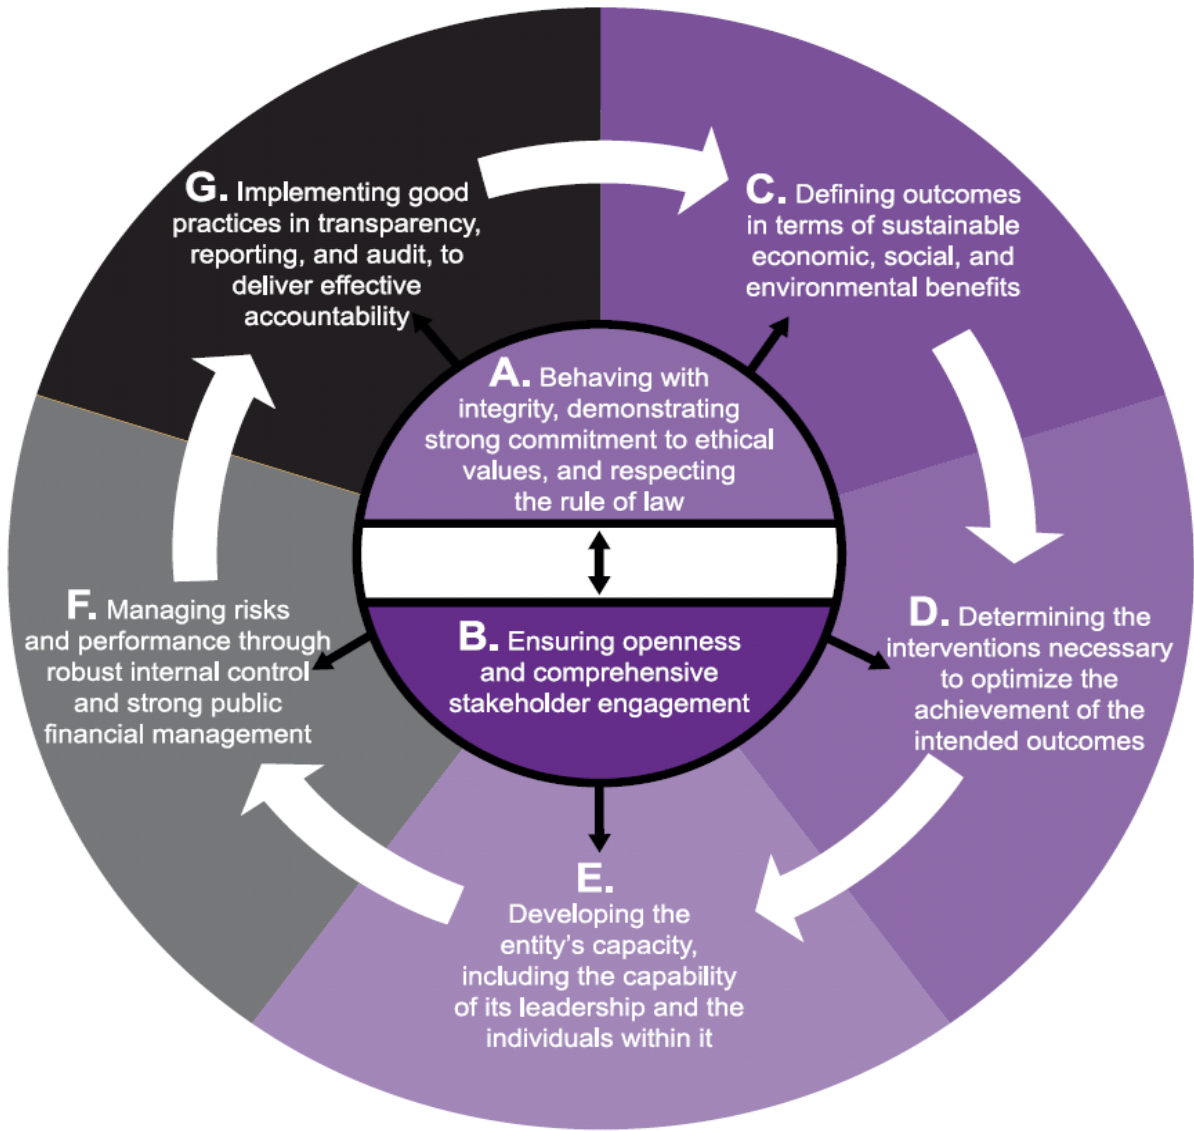 A. Behaving with
integrity, demonstrating
strong commitment to ethical
values, and respecting
the rule of law
B. Ensuring openness
and comprehensive
stakeholder engagement
C. Defining outcomes
in terms of sustainable
economic, social, and
environmental benefits
D. Determining the
interventions necessary
to optimize the
achievement of the
intended outcomes
E.
Developing the
entity's capacity,
including the capability
of its leadership and the
individuals within it
F. Managing risks
and performance through
robust internal control
and strong public
financial management
G. Implementing good
practices in transparency,
reporting, and audit, to
deliver effective
accountability